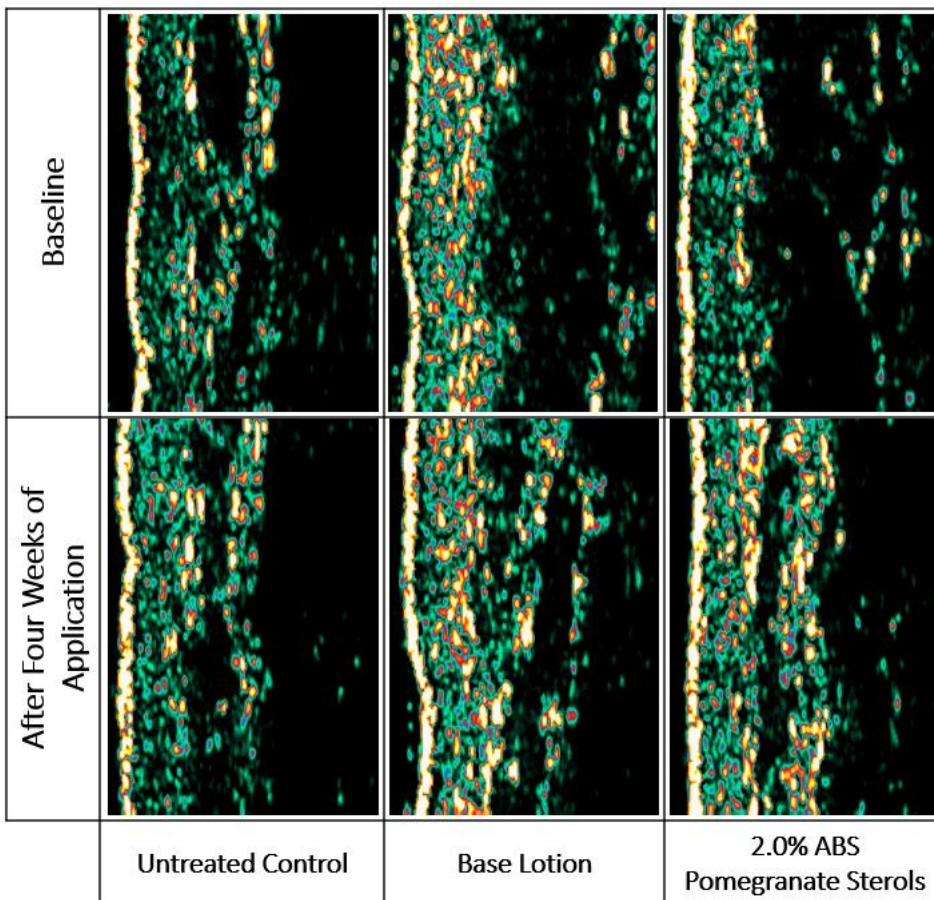 Baseline
After Four Weeks of
Application
Untreated Control
Base Lotion
2.0% ABS
Pomegranate Sterols